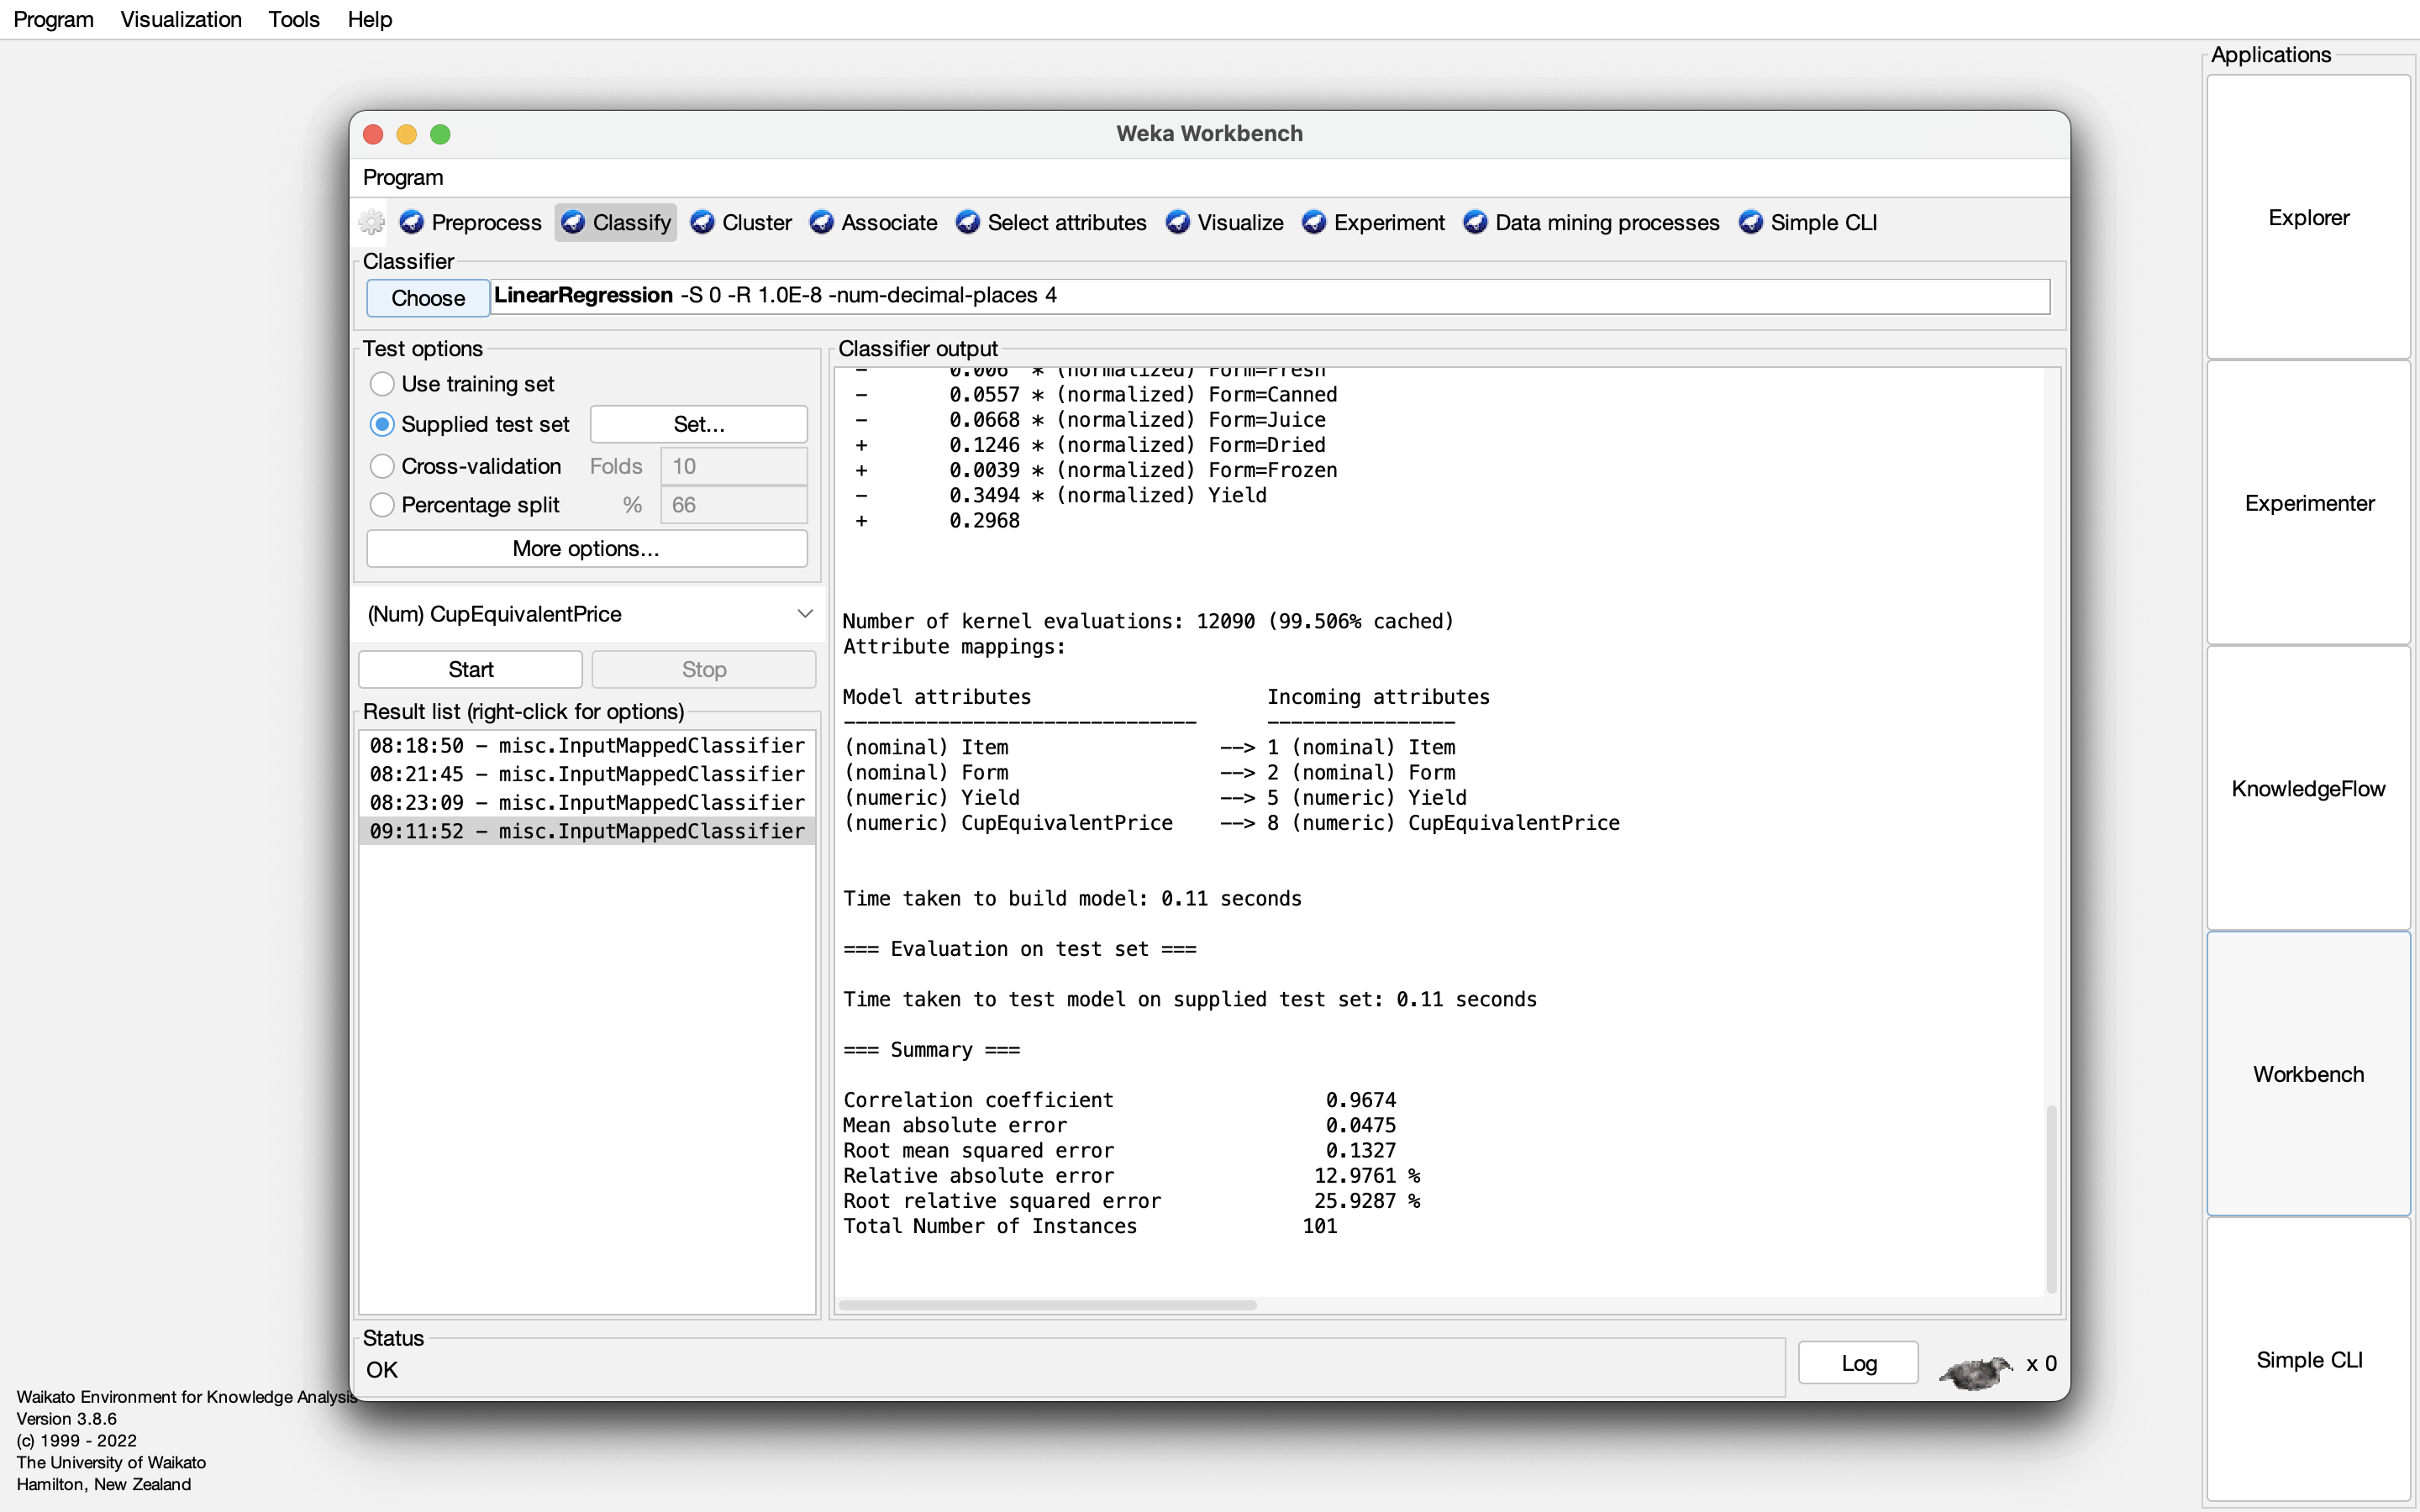 Program Visualization Tools Help
Applications
Explorer
Experimenter
KnowledgeFlow
Workbench
Simple CLI
Weka Workbench
Program
Preprocess Classify Cluster Associate Select attributes Visualize Experiment Data mining processes Simple CLI
Classifier
Choose LinearRegression -S 0 -R 1.0E-8 -num-decimal-places 4
Test options
Use training set
Supplied test set Set...
Cross-validation Folds 10
Percentage split % 66
More options...
(Num) CupEquivalentPrice
Start Stop
Result list (right-click for options)
08:18:50 - misc.InputMappedClassifier
08:21:45 - misc.InputMappedClassifier
08:23:09 - misc.InputMappedClassifier
09:11:52 - misc.InputMappedClassifier
Classifier output
- 0.006 * (normalized) Form=Fresh
- 0.0557 * (normalized) Form=Canned
- 0.0668 * (normalized) Form=Juice
+ 0.1246 * (normalized) Form=Dried
+ 0.0039 * (normalized) Form=Frozen
- 0.3494 * (normalized) Yield
+ 0.2968
Number of kernel evaluations: 12090 (99.506% cached)
Attribute mappings:
Model attributes Incoming attributes
------------------------------ ----------------
(nominal) Item --> 1 (nominal) Item
(nominal) Form --> 2 (nominal) Form
(numeric) Yield --> 5 (numeric) Yield
(numeric) CupEquivalentPrice --> 8 (numeric) CupEquivalentPrice
Time taken to build model: 0.11 seconds
=== Evaluation on test set ===
Time taken to test model on supplied test set: 0.11 seconds
=== Summary ===
Correlation coefficient 0.9674
Mean absolute error 0.0475
Root mean squared error 0.1327
Relative absolute error 12.9761 %
Root relative squared error 25.9287 %
Total Number of Instances 101
Status
OK
Log x 0
Waikato Environment for Knowledge Analysis
Version 3.8.6
(c) 1999 - 2022
The University of Waikato
Hamilton, New Zealand